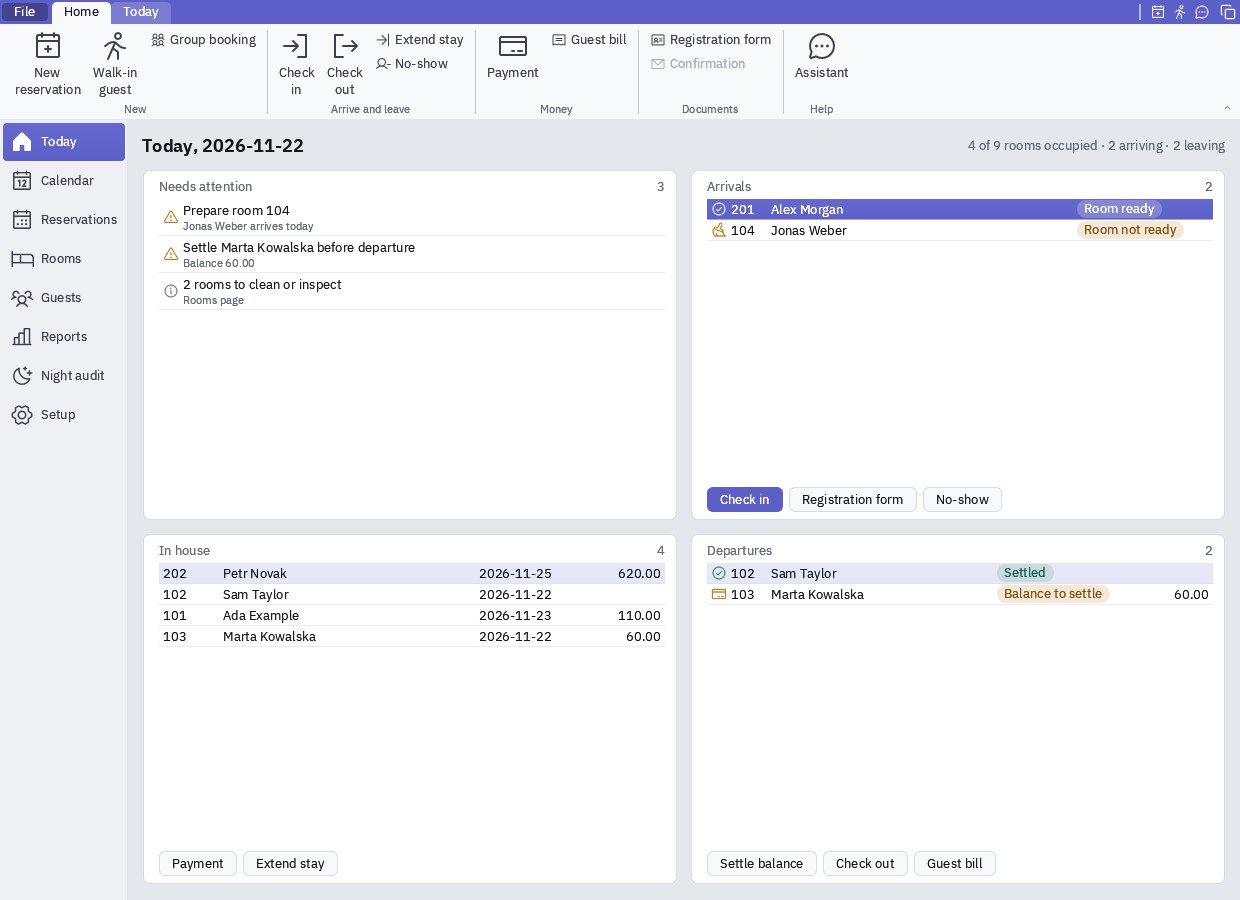 File Home Today
New reservation
Walk-in guest
Group booking
New
Check in
Check out
Extend stay
No-show
Arrive and leave
Payment
Guest bill
Money
Registration form
Confirmation
Documents
Assistant
Help
Today
Calendar
Reservations
Rooms
Guests
Reports
Night audit
Setup
Today, 2026-11-22
4 of 9 rooms occupied · 2 arriving · 2 leaving
Needs attention 3
Prepare room 104
Jonas Weber arrives today
Settle Marta Kowalska before departure
Balance 60.00
2 rooms to clean or inspect
Rooms page
Arrivals 2
201 Alex Morgan Room ready
104 Jonas Weber Room not ready
Check in Registration form No-show
In house 4
202 Petr Novak 2026-11-25 620.00
102 Sam Taylor 2026-11-22
101 Ada Example 2026-11-23 110.00
103 Marta Kowalska 2026-11-22 60.00
Payment Extend stay
Departures 2
102 Sam Taylor Settled
103 Marta Kowalska Balance to settle 60.00
Settle balance Check out Guest bill